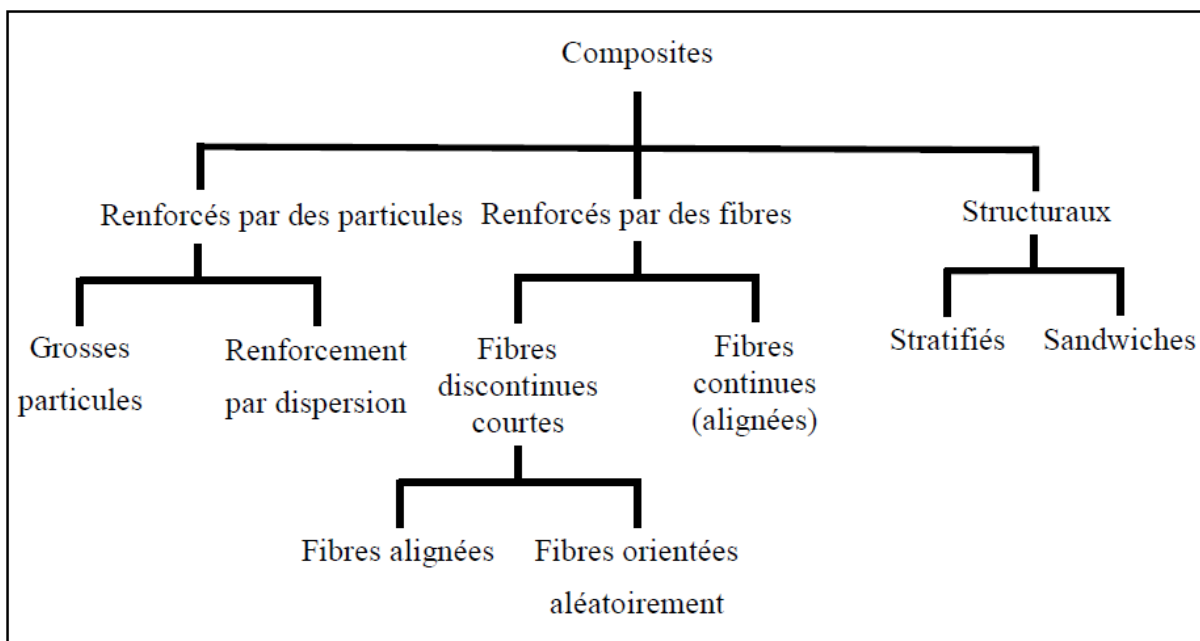 Composites
Renforcés par des particules
Renforcés par des fibres
Structuraux
Grosses
particules
Renforcement
par dispersion
Fibres
discontinues
courtes
Fibres
continues
(alignées)
Stratifiés
Sandwiches
Fibres alignées
Fibres orientées
aléatoirement